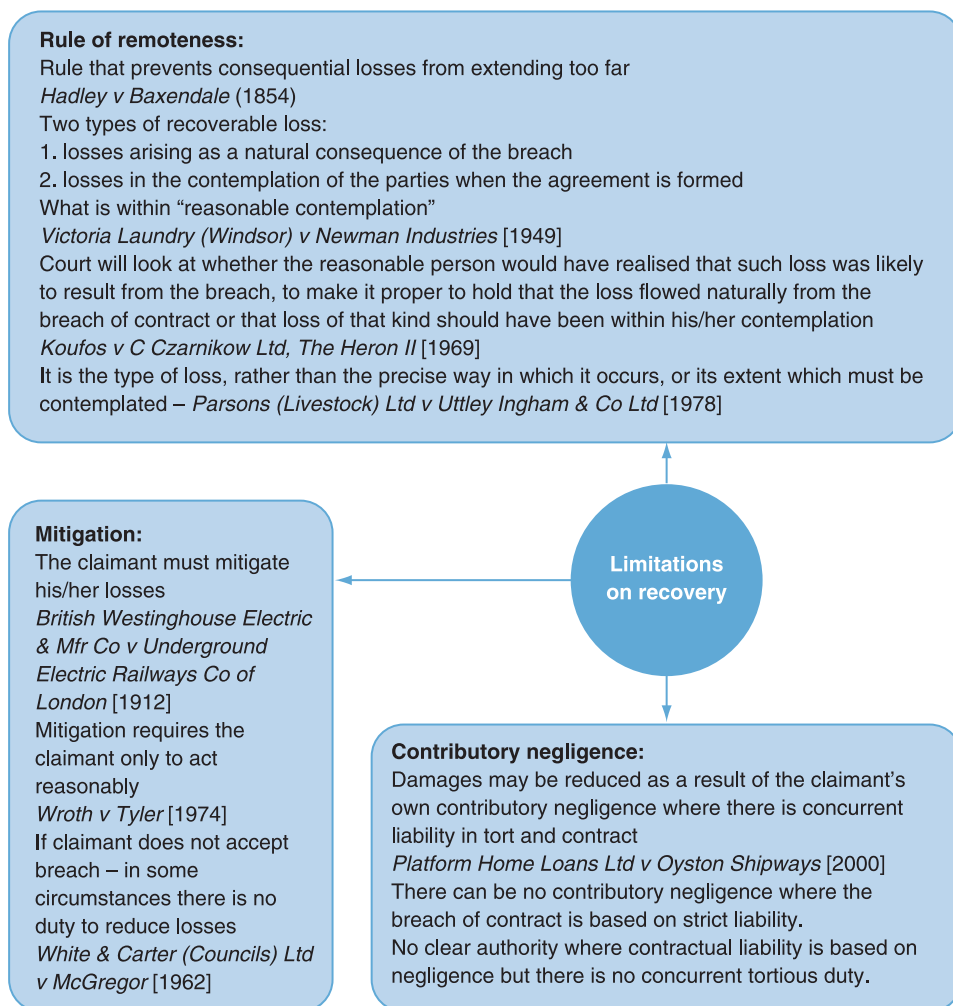 Rule of remoteness:
Rule that prevents consequential losses from extending too far
Hadley v Baxendale (1854)
Two types of recoverable loss:
1. losses arising as a natural consequence of the breach
2. losses in the contemplation of the parties when the agreement is formed
What is within “reasonable contemplation”
Victoria Laundry (Windsor) v Newman Industries [1949]
Court will look at whether the reasonable person would have realised that such loss was likely
to result from the breach, to make it proper to hold that the loss flowed naturally from the
breach of contract or that loss of that kind should have been within his/her contemplation
Koufos v C Czarnikow Ltd, The Heron II [1969]
It is the type of loss, rather than the precise way in which it occurs, or its extent which must be
contemplated – Parsons (Livestock) Ltd v Uttley Ingham & Co Ltd [1978]
Limitations
on recovery
Mitigation:
The claimant must mitigate
his/her losses
British Westinghouse Electric
& Mfr Co v Underground
Electric Railways Co of
London [1912]
Mitigation requires the
claimant only to act
reasonably
Wroth v Tyler [1974]
If claimant does not accept
breach – in some
circumstances there is no
duty to reduce losses
White & Carter (Councils) Ltd
v McGregor [1962]
Contributory negligence:
Damages may be reduced as a result of the claimant’s
own contributory negligence where there is concurrent
liability in tort and contract
Platform Home Loans Ltd v Oyston Shipways [2000]
There can be no contributory negligence where the
breach of contract is based on strict liability.
No clear authority where contractual liability is based on
negligence but there is no concurrent tortious duty.